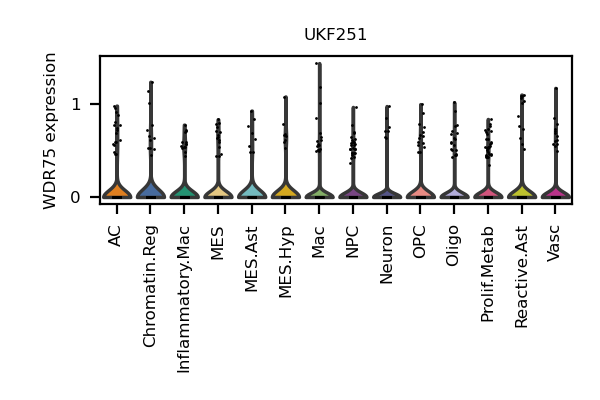 UKF251
WDR75 expression
1
0
AC
Chromatin.Reg
Inflammatory.Mac
MES
MES.Ast
MES.Hyp
Mac
NPC
Neuron
OPC
Oligo
Prolif.Metab
Reactive.Ast
Vasc